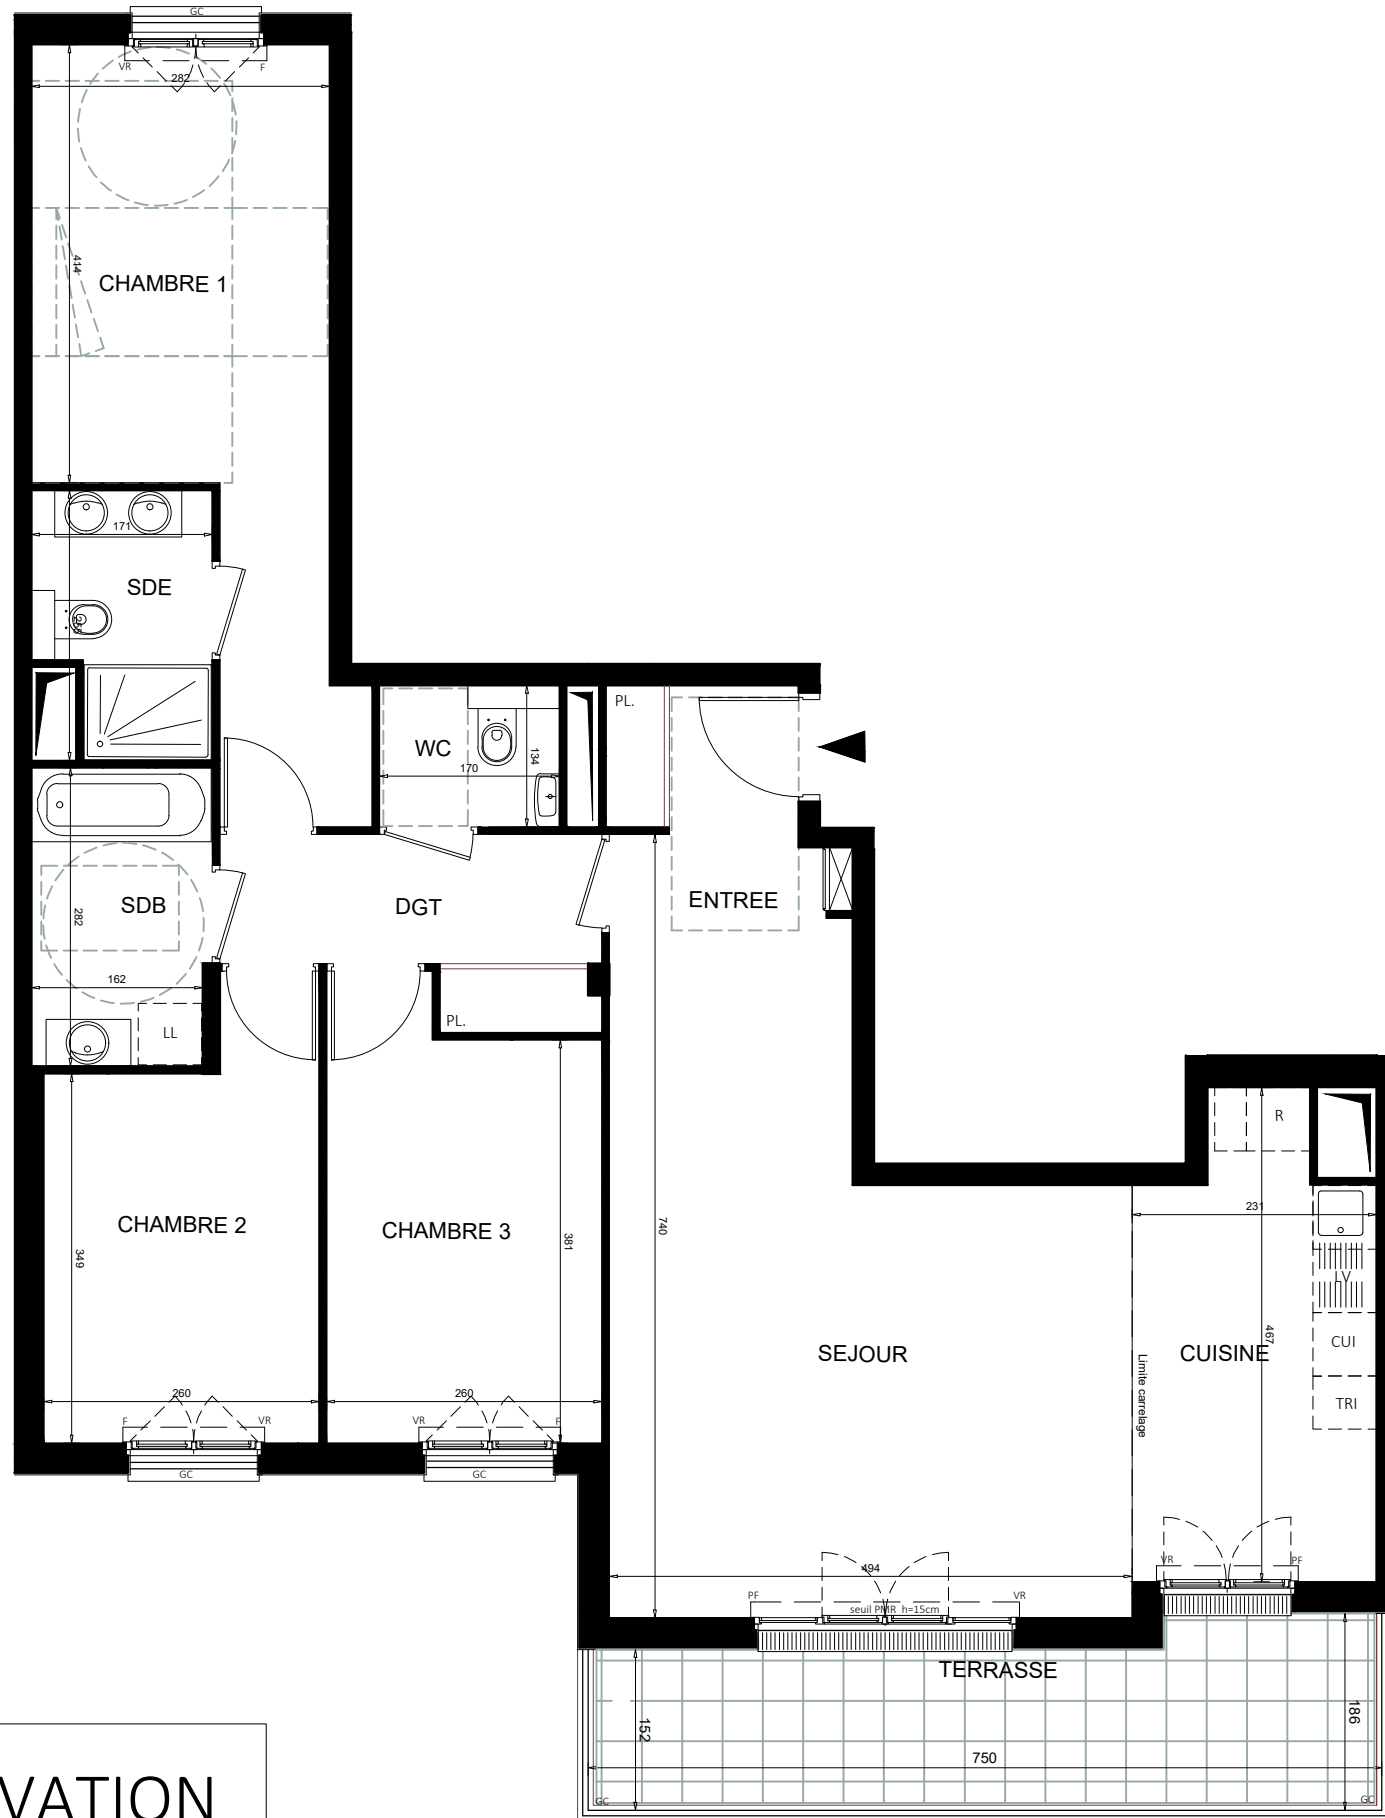 GC
VR
F
282
414
CHAMBRE 1
171
SDE
255
PL.
WC
134
170
SDB
DGT
ENTREE
282
162
PL.
LL
R
231
CHAMBRE 2
CHAMBRE 3
740
381
349
LV
467
CUI
SEJOUR
CUISINE
Limite carrelage
TRI
260
260
F
VR
VR
F
GC
GC
494
VR
PF
PF
VR
seuil PMR h=15cm
TERRASSE
152
186
750
GC
GC
VATION